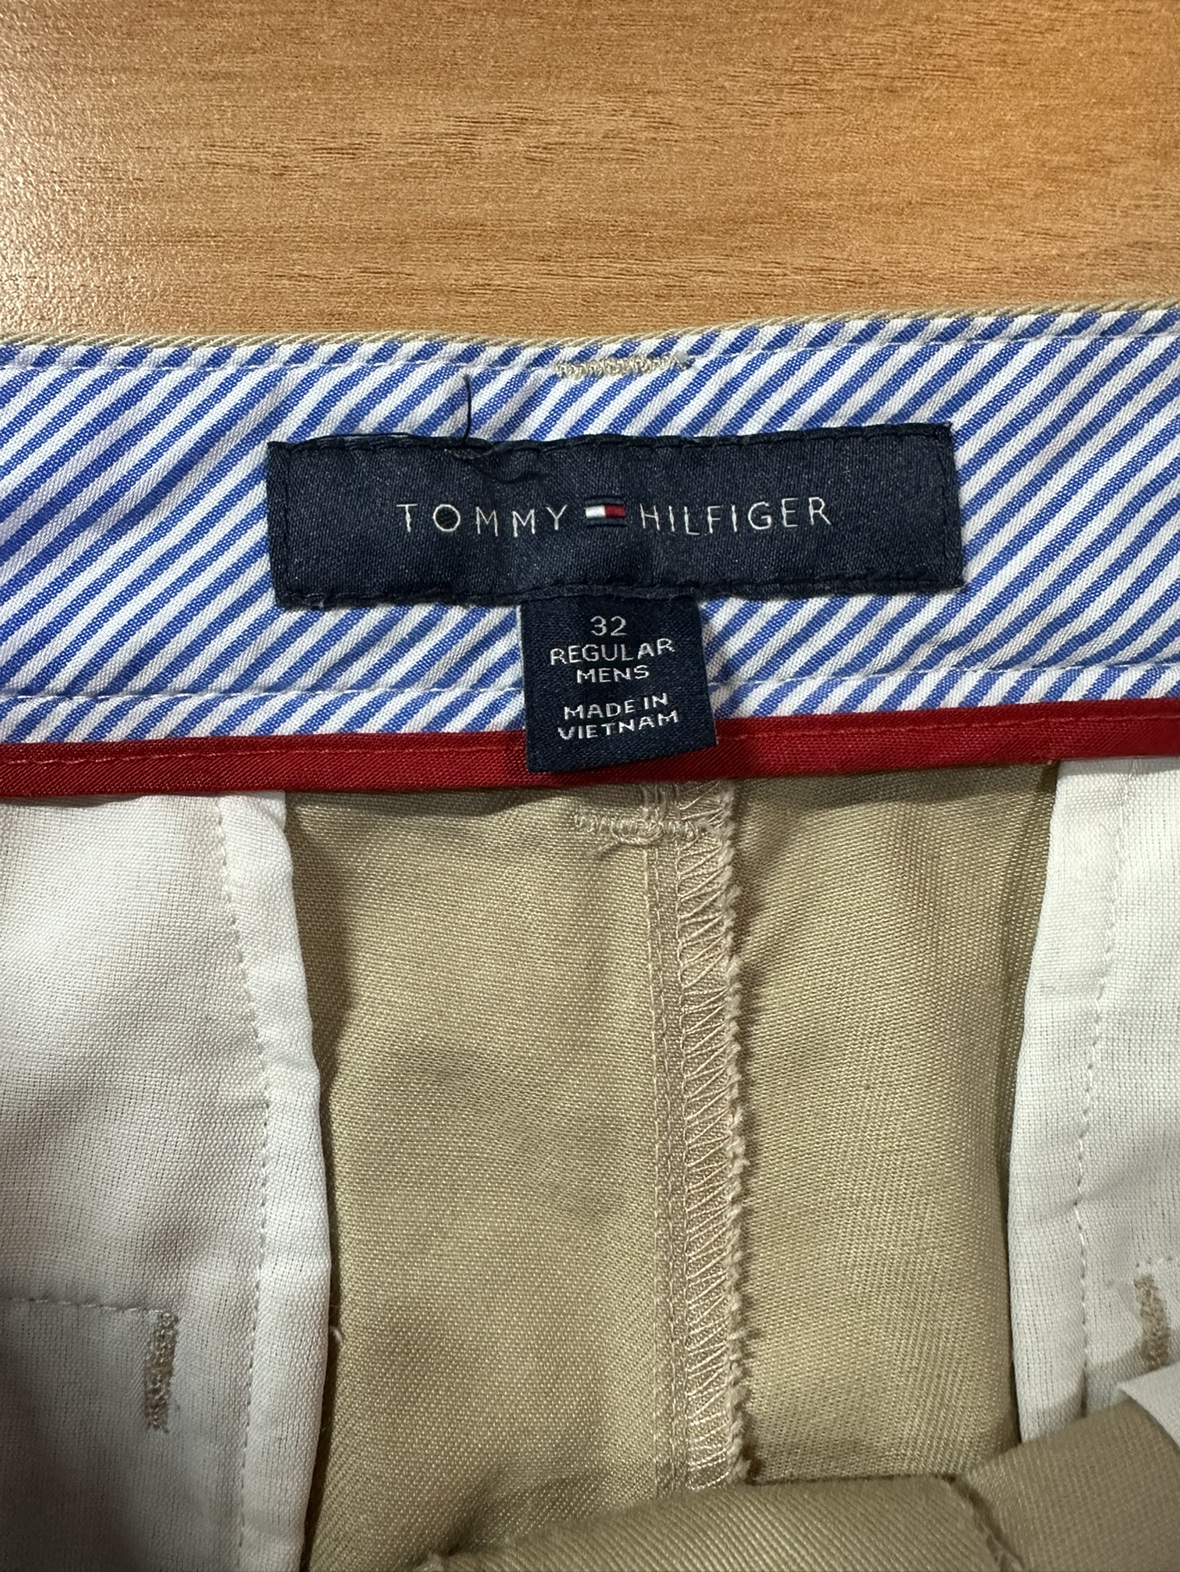 TOMMY HILFIGER
32
REGULAR
MENS
MADE IN
VIETNAM